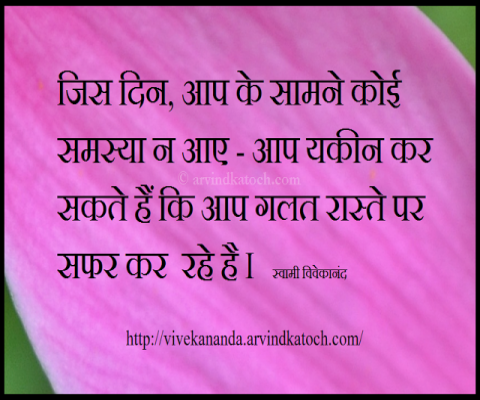 जिस दिन, आप के सामने कोई
समस्या न आए - आप यकीन कर
© arvindkatoch.com
सकते हैं कि आप गलत रास्ते पर
सफर कर रहे है I स्वामी विवेकानंद
http://vivekananda.arvindkatoch.com/